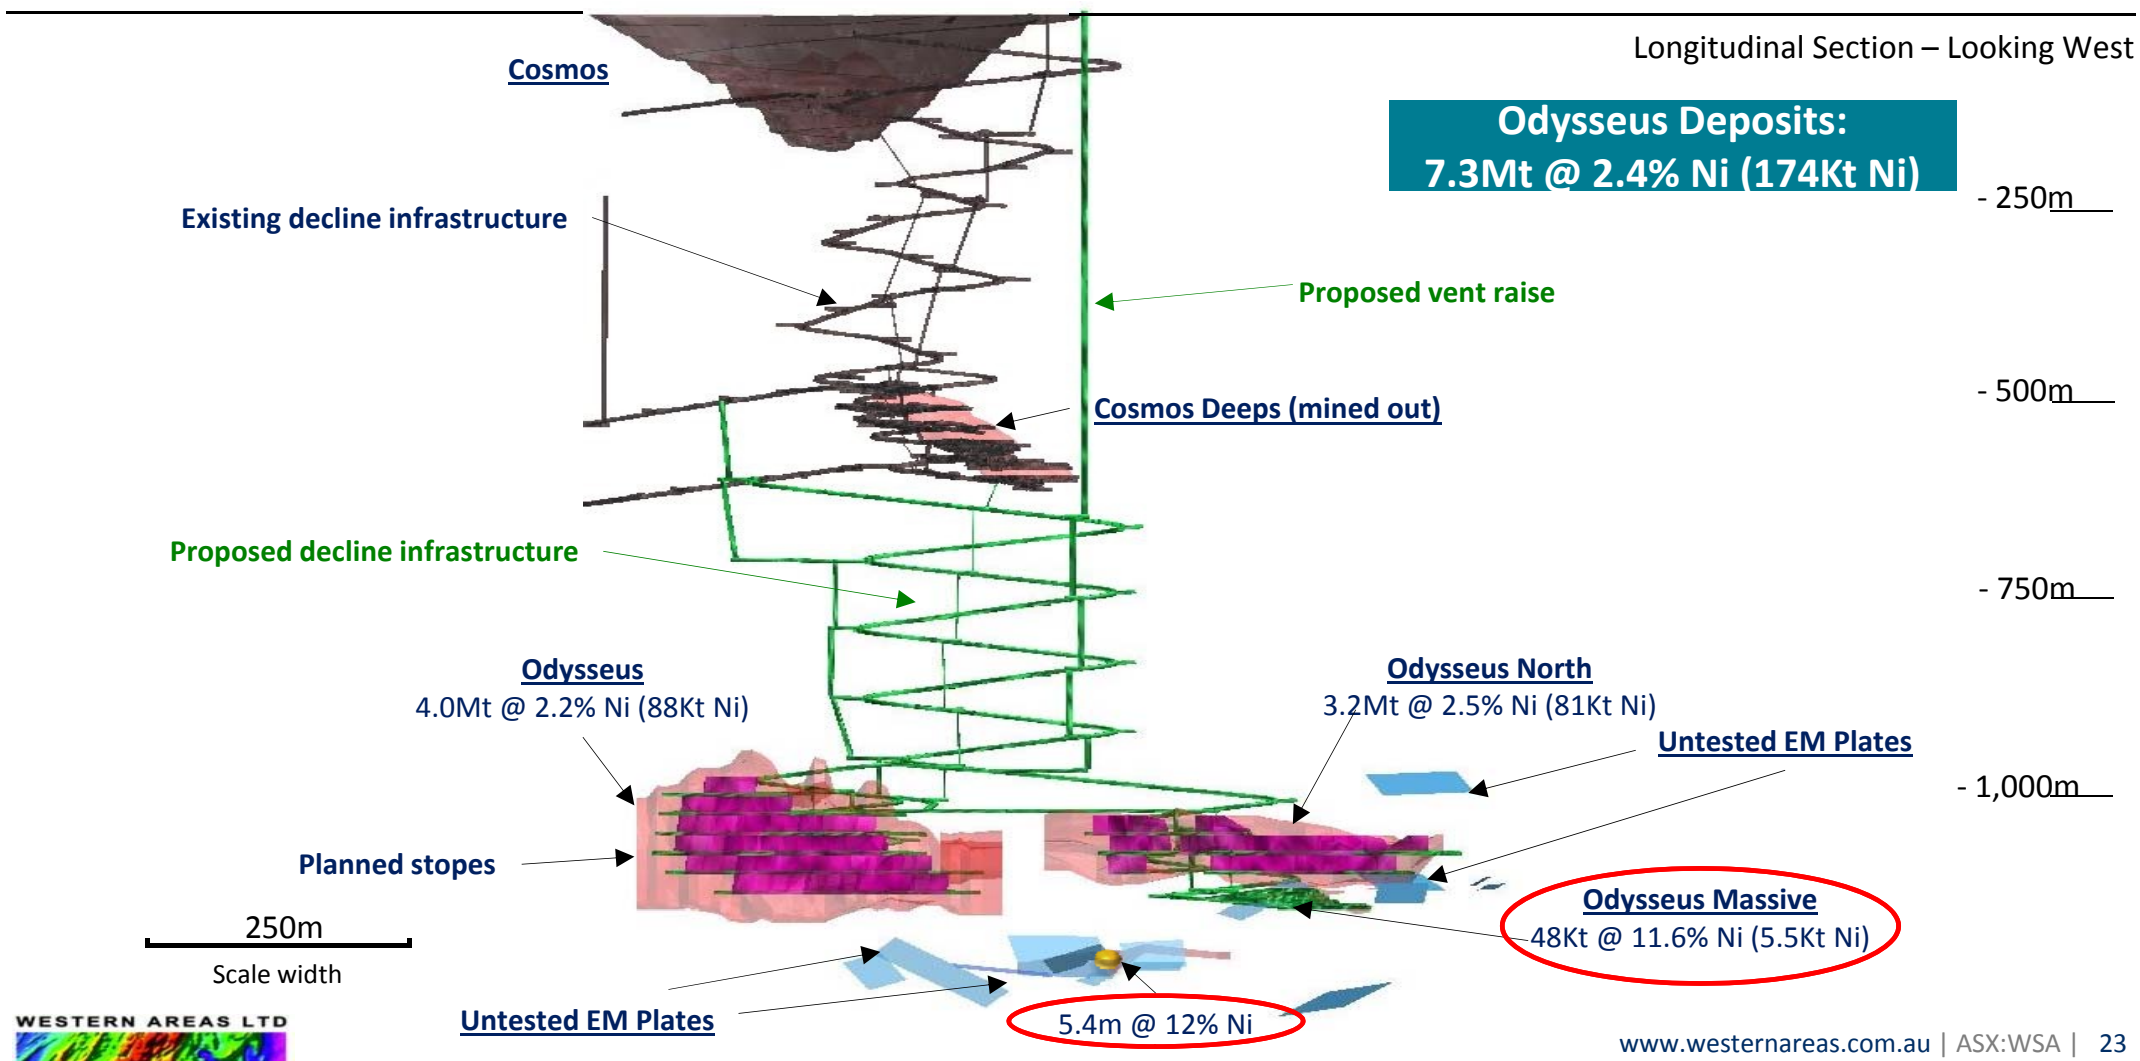 Longitudinal Section – Looking West
Cosmos
Odysseus Deposits:
7.3Mt @ 2.4% Ni (174Kt Ni)
- 250m
Existing decline infrastructure
Proposed vent raise
- 500m
Cosmos Deeps (mined out)
Proposed decline infrastructure
- 750m
Odysseus
4.0Mt @ 2.2% Ni (88Kt Ni)
Odysseus North
3.2Mt @ 2.5% Ni (81Kt Ni)
Untested EM Plates
- 1,000m
Planned stopes
Odysseus Massive
48Kt @ 11.6% Ni (5.5Kt Ni)
250m
Scale width
Untested EM Plates
5.4m @ 12% Ni
WESTERN AREAS LTD
www.westernareas.com.au | ASX:WSA | 23